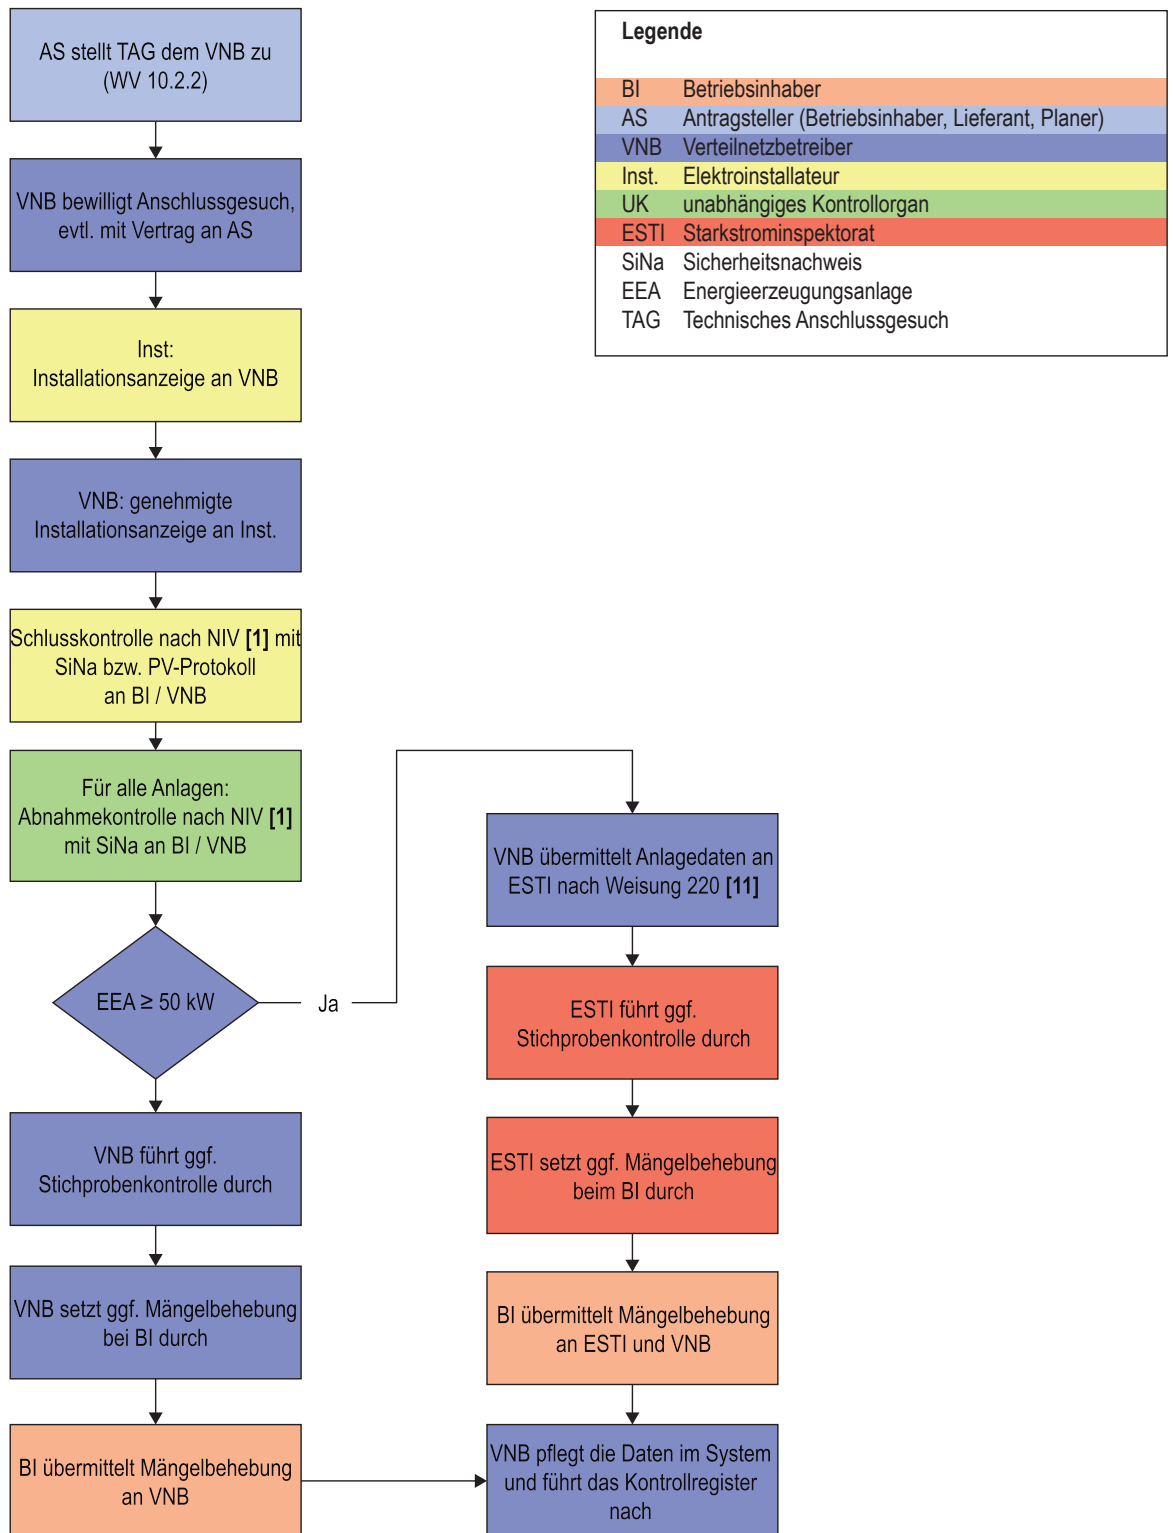 AS stellt TAG dem VNB zu
(WV 10.2.2)
VNB bewilligt Anschlussgesuch,
evtl. mit Vertrag an AS
Inst:
Installationsanzeige an VNB
VNB: genehmigte
Installationsanzeige an Inst.
Schlusskontrolle nach NIV [1] mit
SiNa bzw. PV-Protokoll
an BI / VNB
Für alle Anlagen:
Abnahmekontrolle nach NIV [1]
mit SiNa an BI / VNB
EEA ≥ 50 kW
Ja
VNB führt ggf.
Stichprobenkontrolle durch
VNB setzt ggf. Mängelbehebung
bei BI durch
BI übermittelt Mängelbehebung
an VNB
VNB übermittelt Anlagedaten an
ESTI nach Weisung 220 [11]
ESTI führt ggf.
Stichprobenkontrolle durch
ESTI setzt ggf. Mängelbehebung
beim BI durch
BI übermittelt Mängelbehebung
an ESTI und VNB
VNB pflegt die Daten im System
und führt das Kontrollregister
nach
Legende
BI Betriebsinhaber
AS Antragsteller (Betriebsinhaber, Lieferant, Planer)
VNB Verteilnetzbetreiber
Inst. Elektroinstallateur
UK unabhängiges Kontrollorgan
ESTI Starkstrominspektorat
SiNa Sicherheitsnachweis
EEA Energieerzeugungsanlage
TAG Technisches Anschlussgesuch